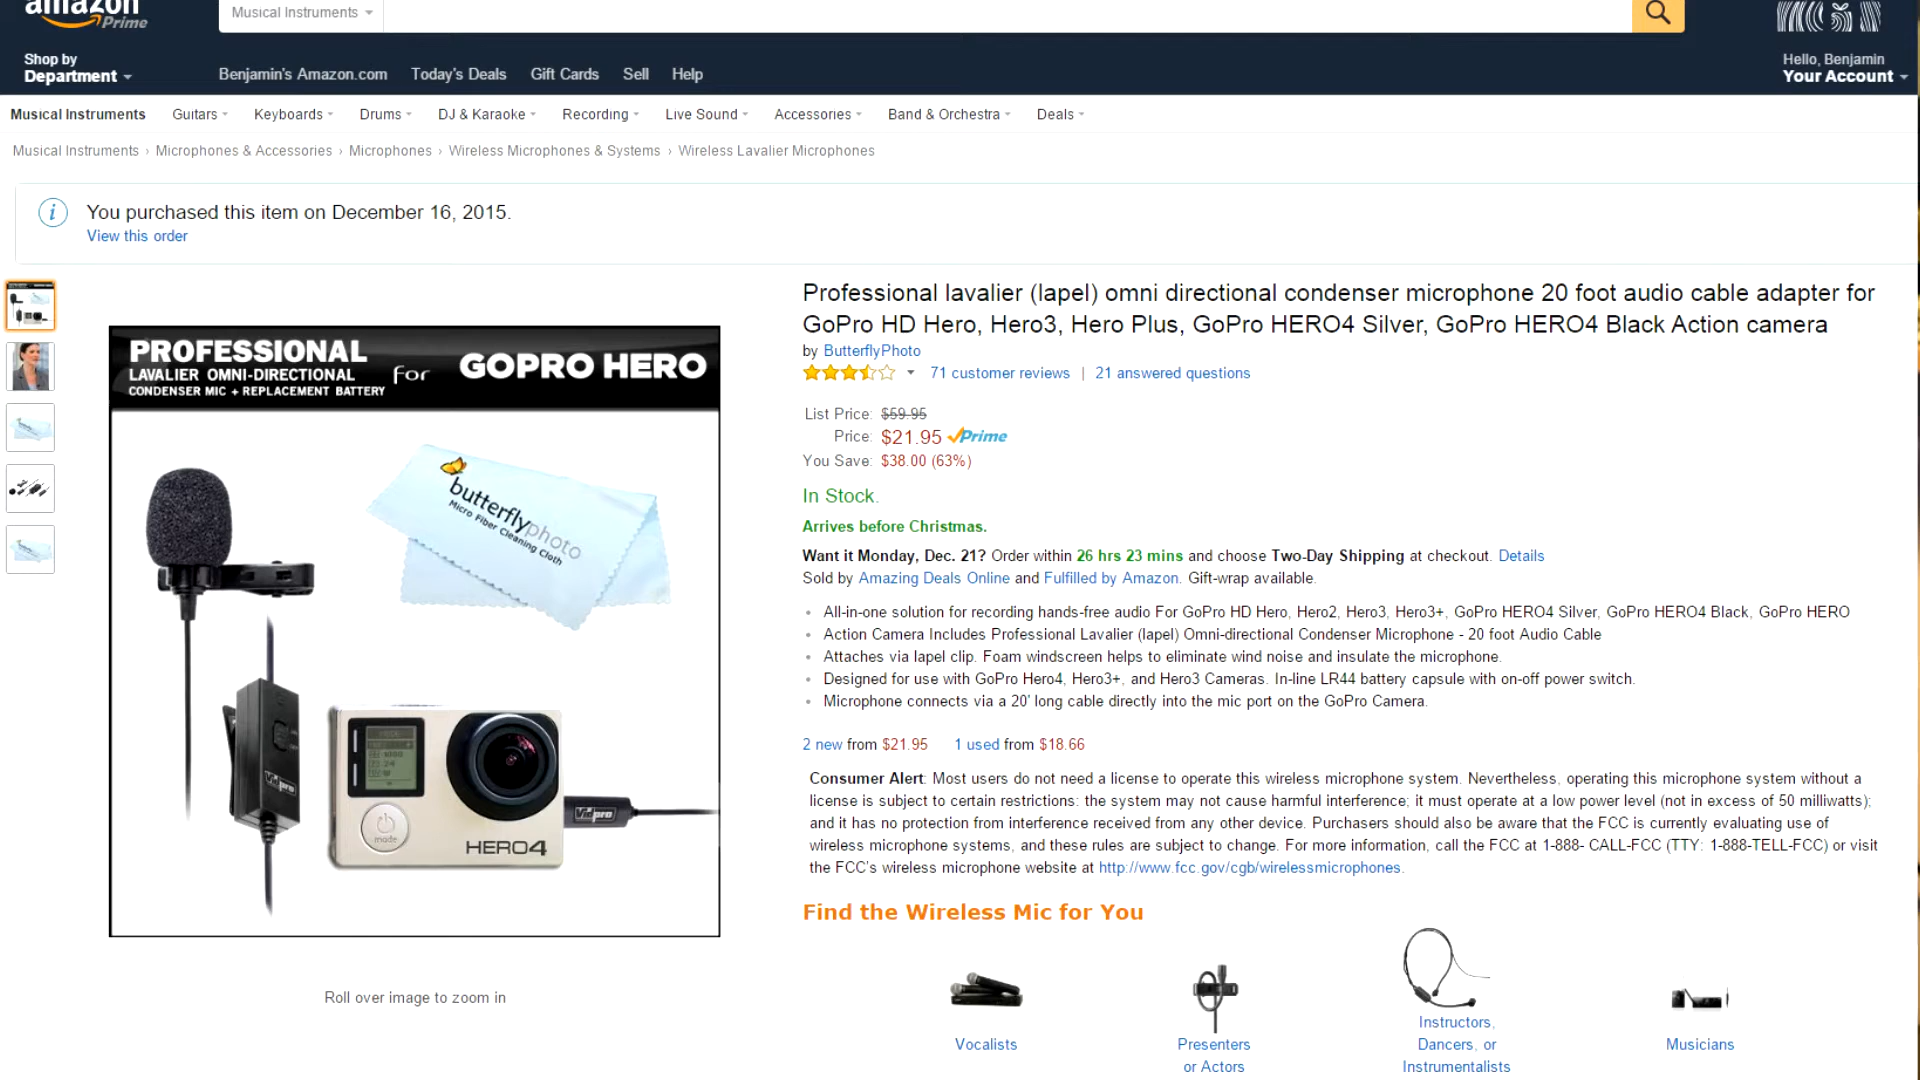 amazon
Prime
Musical Instruments
Shop by
Department
Benjamin's Amazon.com Today's Deals Gift Cards Sell Help
Hello, Benjamin
Your Account
Musical Instruments Guitars Keyboards Drums DJ & Karaoke Recording Live Sound Accessories Band & Orchestra Deals
Musical Instruments › Microphones & Accessories › Microphones › Wireless Microphones & Systems › Wireless Lavalier Microphones
You purchased this item on December 16, 2015.
View this order
PROFESSIONAL
LAVALIER OMNI-DIRECTIONAL
CONDENSER MIC + REPLACEMENT BATTERY
for
GOPRO HERO
butterflyphoto
Micro Fiber Cleaning Cloth
Vidpro
mode
Vidpro
HERO4
Roll over image to zoom in
Professional lavalier (lapel) omni directional condenser microphone 20 foot audio cable adapter for
GoPro HD Hero, Hero3, Hero Plus, GoPro HERO4 Silver, GoPro HERO4 Black Action camera
by ButterflyPhoto
71 customer reviews | 21 answered questions
List Price: $59.95
Price: $21.95 Prime
You Save: $38.00 (63%)
In Stock.
Arrives before Christmas.
Want it Monday, Dec. 21? Order within 26 hrs 23 mins and choose Two-Day Shipping at checkout. Details
Sold by Amazing Deals Online and Fulfilled by Amazon. Gift-wrap available.
All-in-one solution for recording hands-free audio For GoPro HD Hero, Hero2, Hero3, Hero3+, GoPro HERO4 Silver, GoPro HERO4 Black, GoPro HERO
Action Camera Includes Professional Lavalier (lapel) Omni-directional Condenser Microphone - 20 foot Audio Cable
Attaches via lapel clip. Foam windscreen helps to eliminate wind noise and insulate the microphone.
Designed for use with GoPro Hero4, Hero3+, and Hero3 Cameras. In-line LR44 battery capsule with on-off power switch.
Microphone connects via a 20' long cable directly into the mic port on the GoPro Camera.
2 new from $21.95 1 used from $18.66
Consumer Alert: Most users do not need a license to operate this wireless microphone system. Nevertheless, operating this microphone system without a
license is subject to certain restrictions: the system may not cause harmful interference; it must operate at a low power level (not in excess of 50 milliwatts);
and it has no protection from interference received from any other device. Purchasers should also be aware that the FCC is currently evaluating use of
wireless microphone systems, and these rules are subject to change. For more information, call the FCC at 1-888- CALL-FCC (TTY: 1-888-TELL-FCC) or visit
the FCC's wireless microphone website at http://www.fcc.gov/cgb/wirelessmicrophones.
Find the Wireless Mic for You
Vocalists
Presenters
or Actors
Instructors,
Dancers, or
Instrumentalists
Musicians